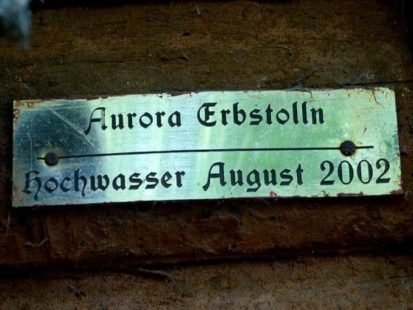 Aurora Erbstolln
Hochwasser August 2002